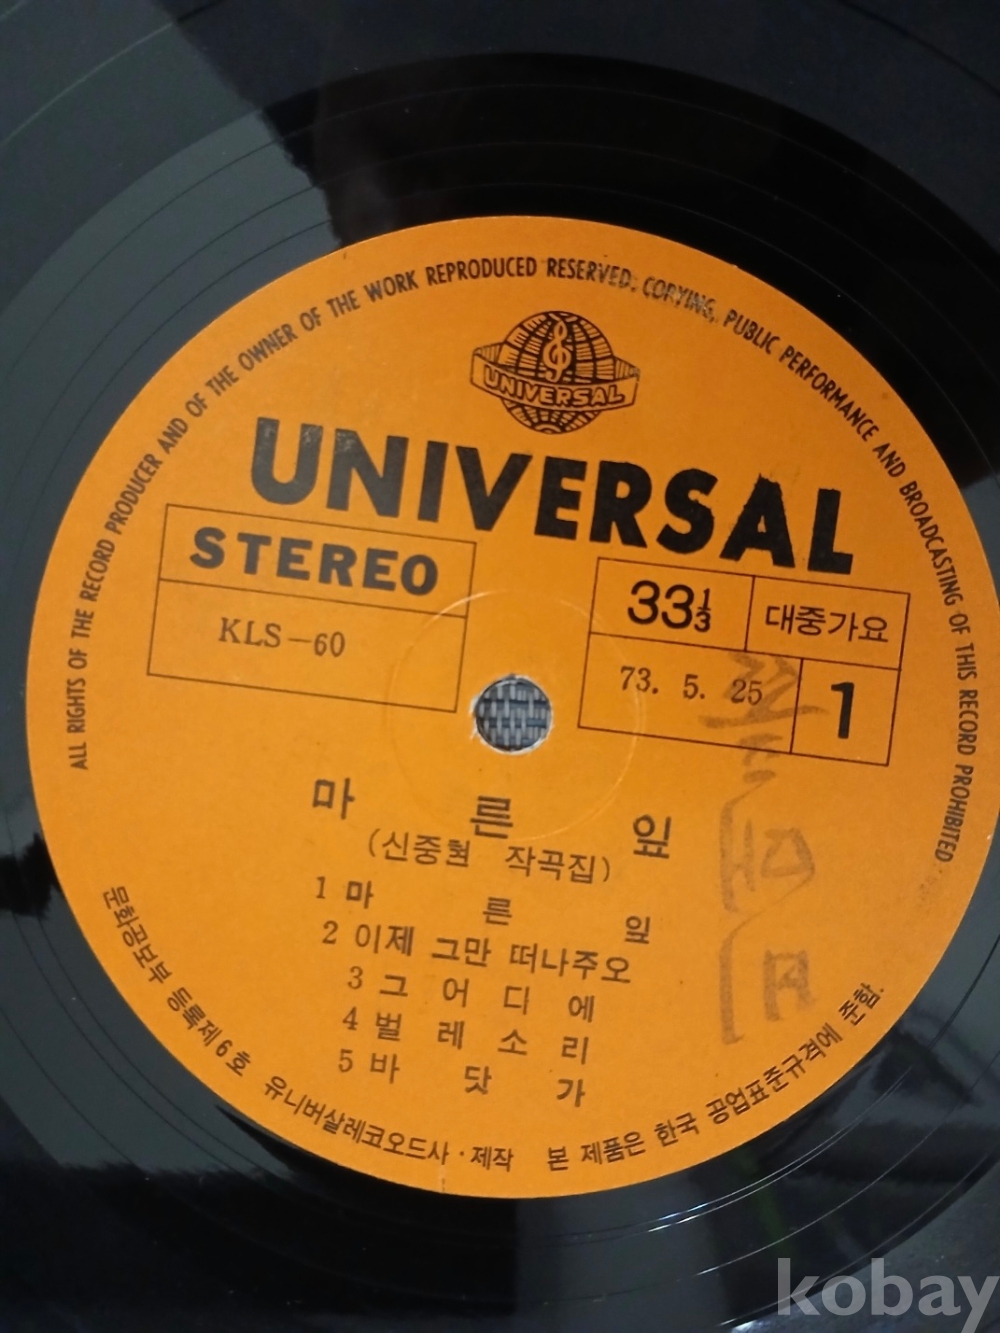 ALL RIGHTS OF THE RECORD PRODUCER AND OF THE OWNER OF THE WORK REPRODUCED RESERVED. COPYING, PUBLIC PERFORMANCE AND BROADCASTING OF THIS RECORD PROHIBITED
UNIVERSAL
UNIVERSAL
STEREO
KLS-60
33⅓
대중가요
73. 5. 25
1
마른잎
(신중현 작곡집)
1 마른잎
2 이제 그만 떠나주오
3 그어디에
4 벌레소리
5 바닷가
문화공보부 등록제6호 유니버살레코오드사·제작 본 제품은 한국 공업표준규격에 준함.
kobay